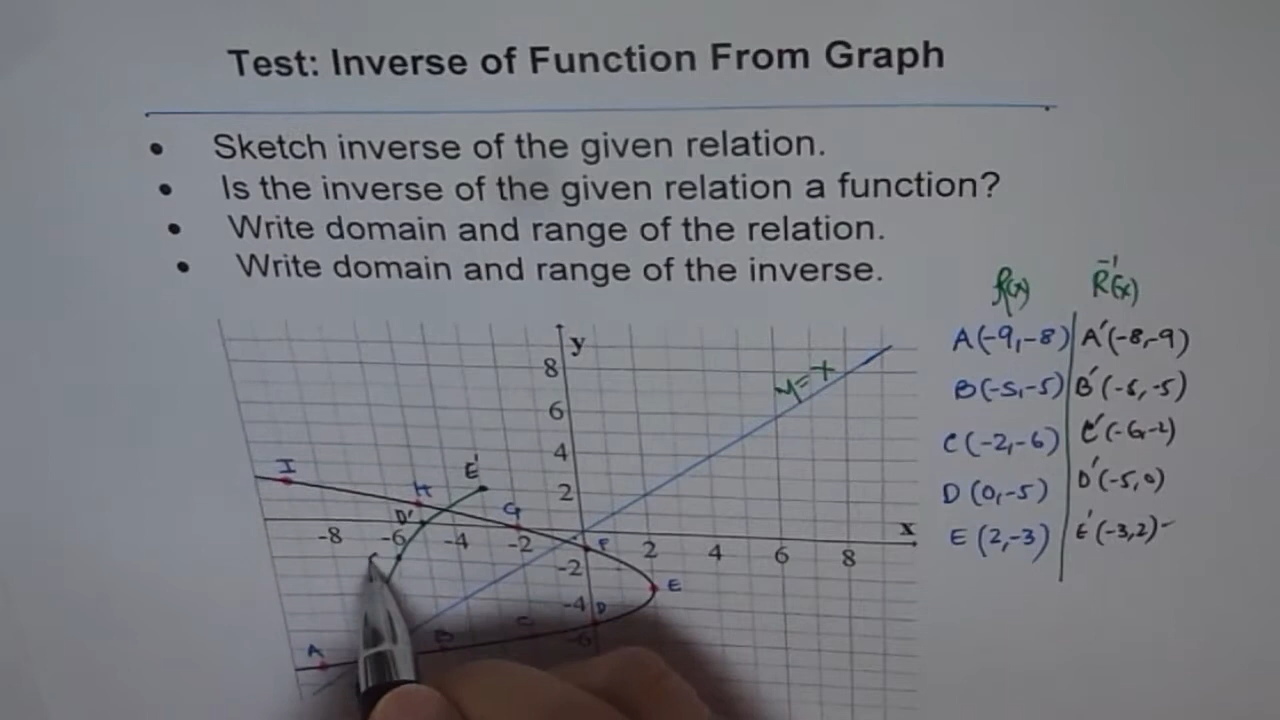 Test: Inverse of Function From Graph
• Sketch inverse of the given relation.
• Is the inverse of the given relation a function?
• Write domain and range of the relation.
• Write domain and range of the inverse.
R(x) R⁻¹(x)
A(-9,-8) A'(-8,-9)
B(-5,-5) B'(-5,-5)
C(-2,-6) C'(-6,-2)
D(0,-5) D'(-5,0)
E(2,-3) E'(-3,2)
y
8
y=x
6
4
I E'
2
H G
D' x
-8 -6 -4 -2 F 2 4 6 8
-2
E
-4 D
B C -6
A